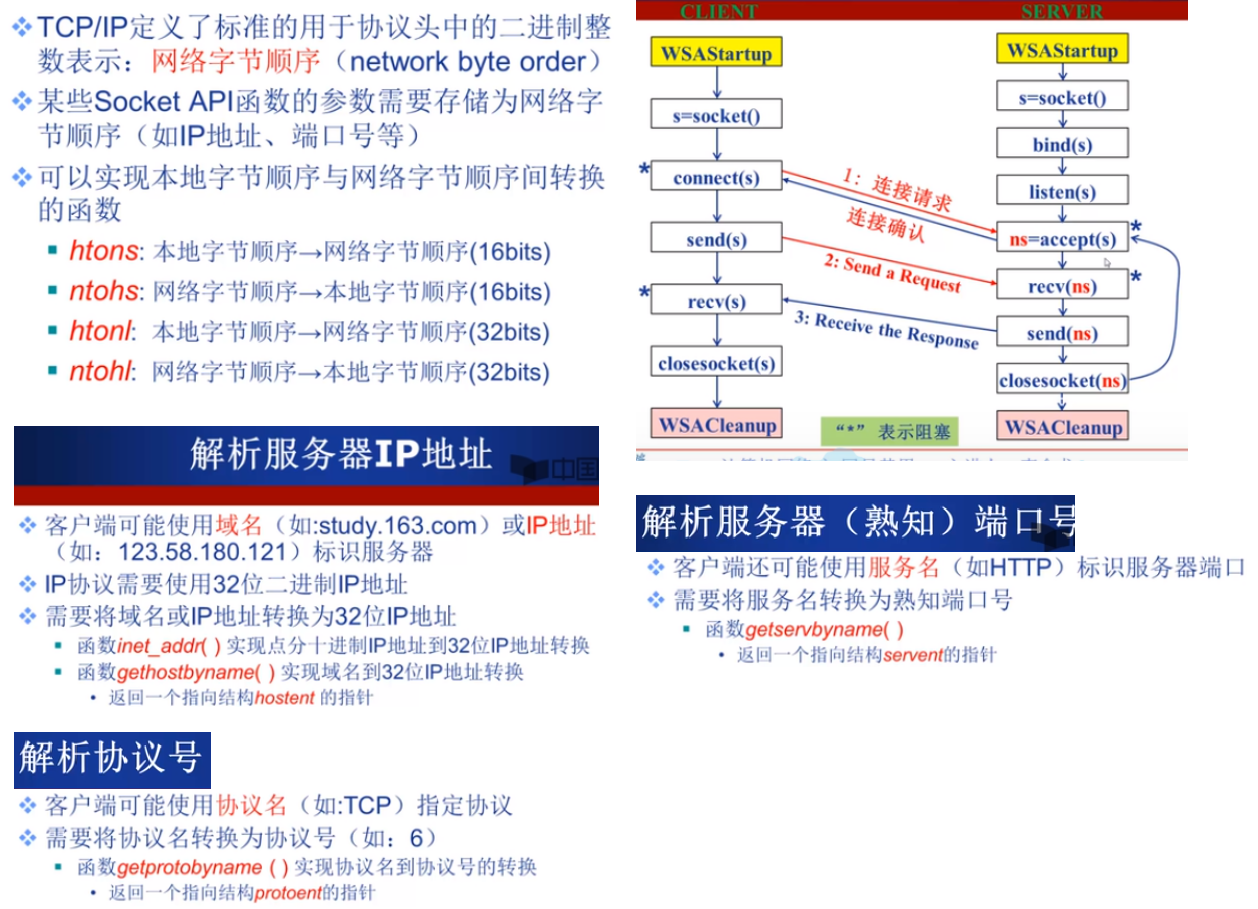 TCP/IP定义了标准的用于协议头中的二进制整
数表示：网络字节顺序（network byte order）
某些Socket API函数的参数需要存储为网络字
节顺序（如IP地址、端口号等）
可以实现本地字节顺序与网络字节顺序间转换
的函数
htons: 本地字节顺序→网络字节顺序(16bits)
ntohs: 网络字节顺序→本地字节顺序(16bits)
htonl: 本地字节顺序→网络字节顺序(32bits)
ntohl: 网络字节顺序→本地字节顺序(32bits)
CLIENT
SERVER
WSAStartup
s=socket()
* connect(s)
send(s)
* recv(s)
closesocket(s)
WSACleanup
1：连接请求
连接确认
2: Send a Request
3: Receive the Response
WSAStartup
s=socket()
bind(s)
listen(s)
ns=accept(s) *
recv(ns) *
send(ns)
closesocket(ns)
WSACleanup
“*” 表示阻塞
解析服务器IP地址
中国
客户端可能使用域名（如:study.163.com）或IP地址
（如：123.58.180.121）标识服务器
IP协议需要使用32位二进制IP地址
需要将域名或IP地址转换为32位IP地址
函数inet_addr( ) 实现点分十进制IP地址到32位IP地址转换
函数gethostbyname( ) 实现域名到32位IP地址转换
返回一个指向结构hostent 的指针
解析服务器（熟知）端口号
客户端还可能使用服务名（如HTTP）标识服务器端口
需要将服务名转换为熟知端口号
函数getservbyname( )
返回一个指向结构servent的指针
解析协议号
客户端可能使用协议名（如:TCP）指定协议
需要将协议名转换为协议号（如：6）
函数getprotobyname ( ) 实现协议名到协议号的转换
返回一个指向结构protoent的指针